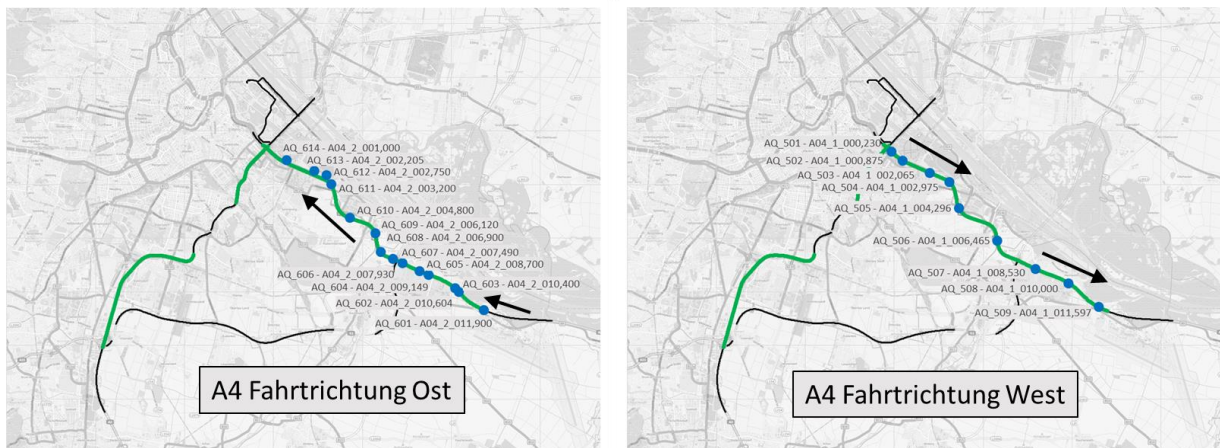 AQ_614 - A04_2_001,000
AQ_613 - A04_2_002,205
AQ_612 - A04_2_002,750
AQ_611 - A04_2_003,200
AQ_610 - A04_2_004,800
AQ_609 - A04_2_006,120
AQ_608 - A04_2_006,900
AQ_607 - A04_2_007,490
AQ_605 - A04_2_008,700
AQ_606 - A04_2_007,930
AQ_603 - A04_2_010,400
AQ_604 - A04_2_009,149
AQ_602 - A04_2_010,604
AQ_601 - A04_2_011,900
A4 Fahrtrichtung Ost
AQ_501 - A04_1_000,230
AQ_502 - A04_1_000,875
AQ_503 - A04_1_002,065
AQ_504 - A04_1_002,975
AQ_505 - A04_1_004,296
AQ_506 - A04_1_006,465
AQ_507 - A04_1_008,530
AQ_508 - A04_1_010,000
AQ_509 - A04_1_011,597
A4 Fahrtrichtung West